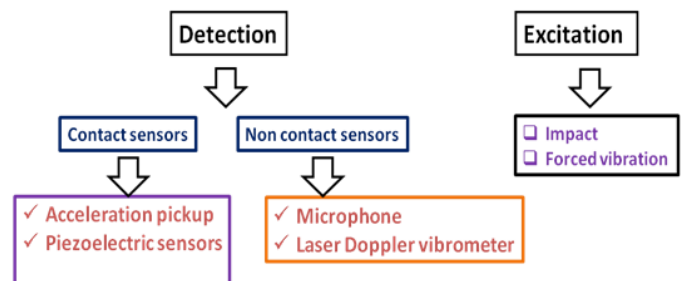 Detection
Excitation
Contact sensors
Non contact sensors
✓ Acceleration pickup
✓ Piezoelectric sensors
✓ Microphone
✓ Laser Doppler vibrometer
❑ Impact
❑ Forced vibration